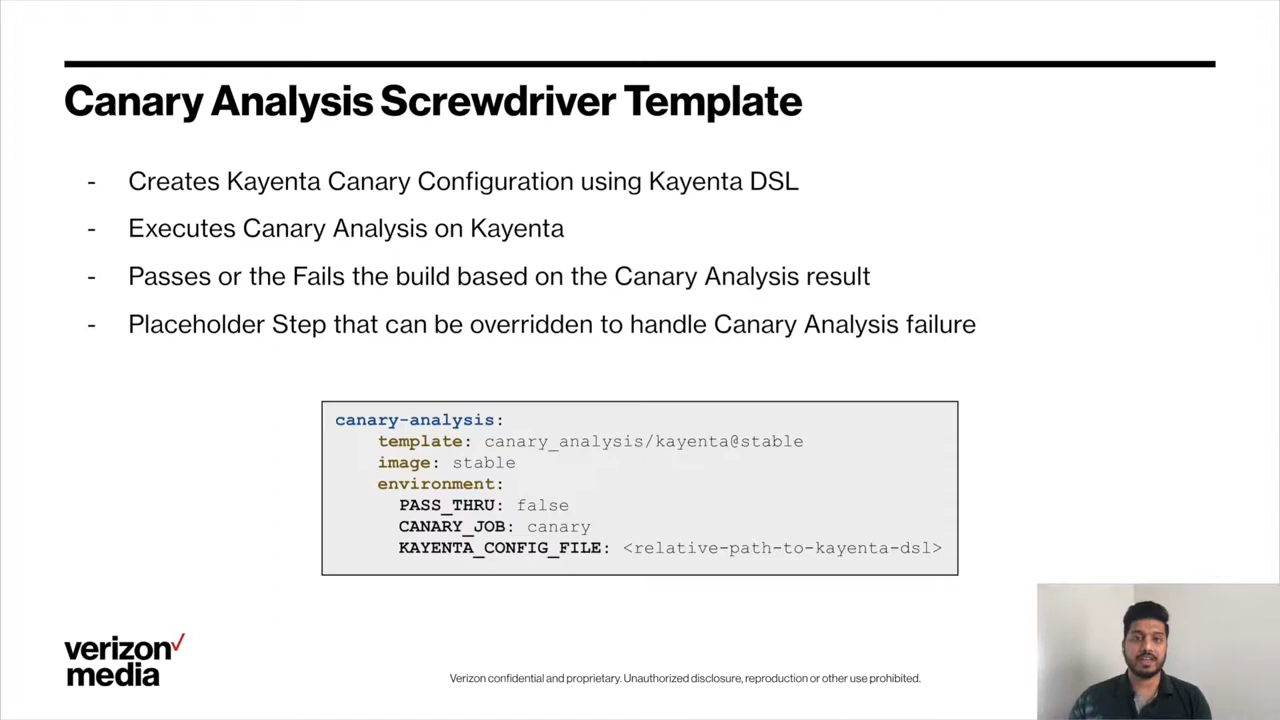 Canary Analysis Screwdriver Template
- Creates Kayenta Canary Configuration using Kayenta DSL
- Executes Canary Analysis on Kayenta
- Passes or the Fails the build based on the Canary Analysis result
- Placeholder Step that can be overridden to handle Canary Analysis failure
canary-analysis:
template: canary_analysis/kayenta@stable
image: stable
environment:
PASS_THRU: false
CANARY_JOB: canary
KAYENTA_CONFIG_FILE: <relative-path-to-kayenta-dsl>
verizon✓
media
Verizon confidential and proprietary. Unauthorized disclosure, reproduction or other use prohibited.